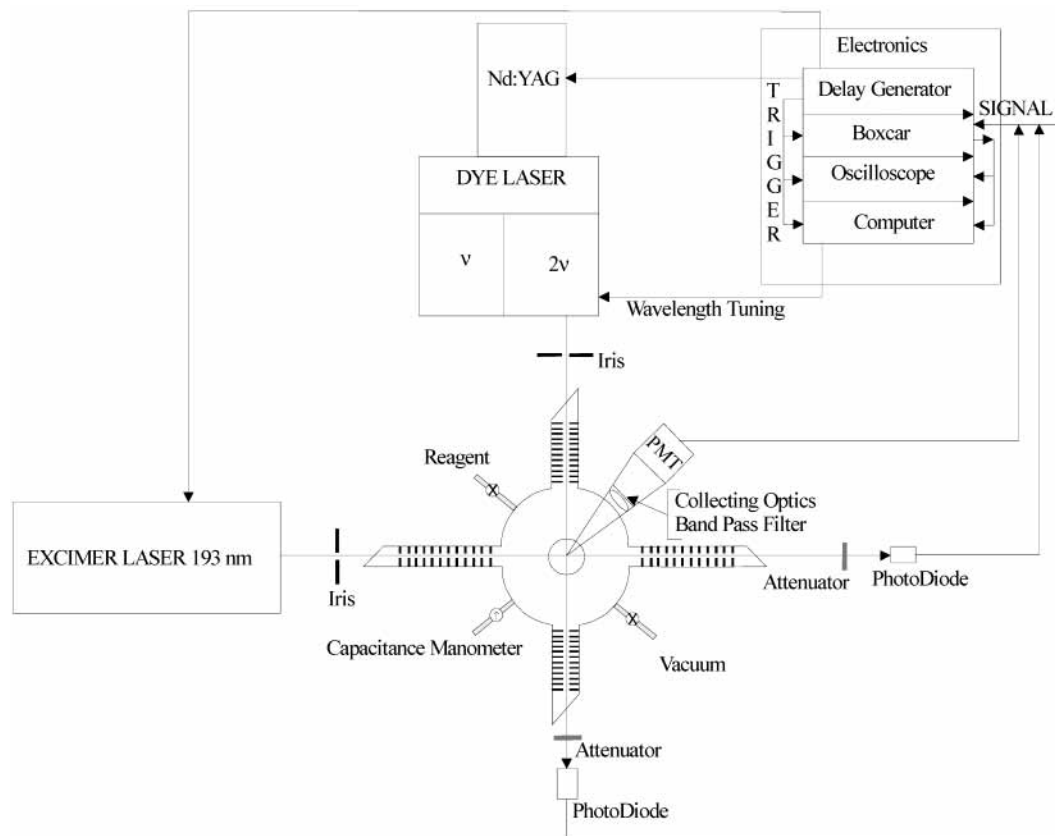 Electronics
Nd:YAG
TRIGGER
Delay Generator
SIGNAL
Boxcar
DYE LASER
Oscilloscope
Computer
ν
2ν
Wavelength Tuning
Iris
PMT
Reagent
Collecting Optics
Band Pass Filter
EXCIMER LASER 193 nm
Iris
Attenuator
PhotoDiode
Capacitance Manometer
Vacuum
Attenuator
PhotoDiode